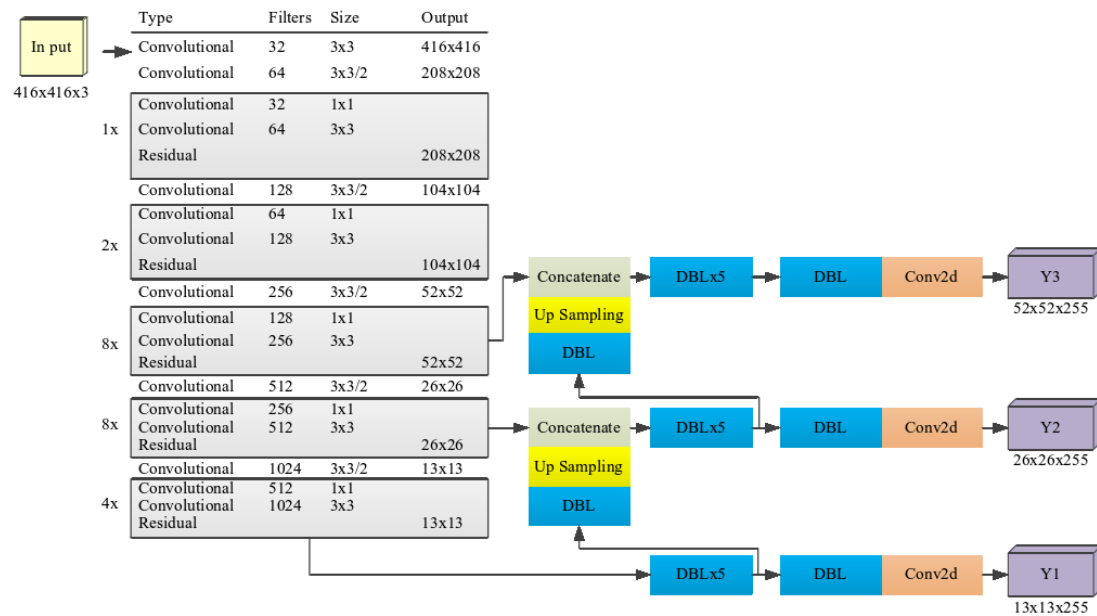 Type Filters Size Output
In put
416x416x3
Convolutional 32 3x3 416x416
Convolutional 64 3x3/2 208x208
1x
Convolutional 32 1x1
Convolutional 64 3x3
Residual 208x208
Convolutional 128 3x3/2 104x104
2x
Convolutional 64 1x1
Convolutional 128 3x3
Residual 104x104
Convolutional 256 3x3/2 52x52
8x
Convolutional 128 1x1
Convolutional 256 3x3
Residual 52x52
Convolutional 512 3x3/2 26x26
8x
Convolutional 256 1x1
Convolutional 512 3x3
Residual 26x26
Convolutional 1024 3x3/2 13x13
4x
Convolutional 512 1x1
Convolutional 1024 3x3
Residual 13x13
Concatenate DBLx5 DBL Conv2d Y3
52x52x255
Up Sampling
DBL
Concatenate DBLx5 DBL Conv2d Y2
26x26x255
Up Sampling
DBL
DBLx5 DBL Conv2d Y1
13x13x255